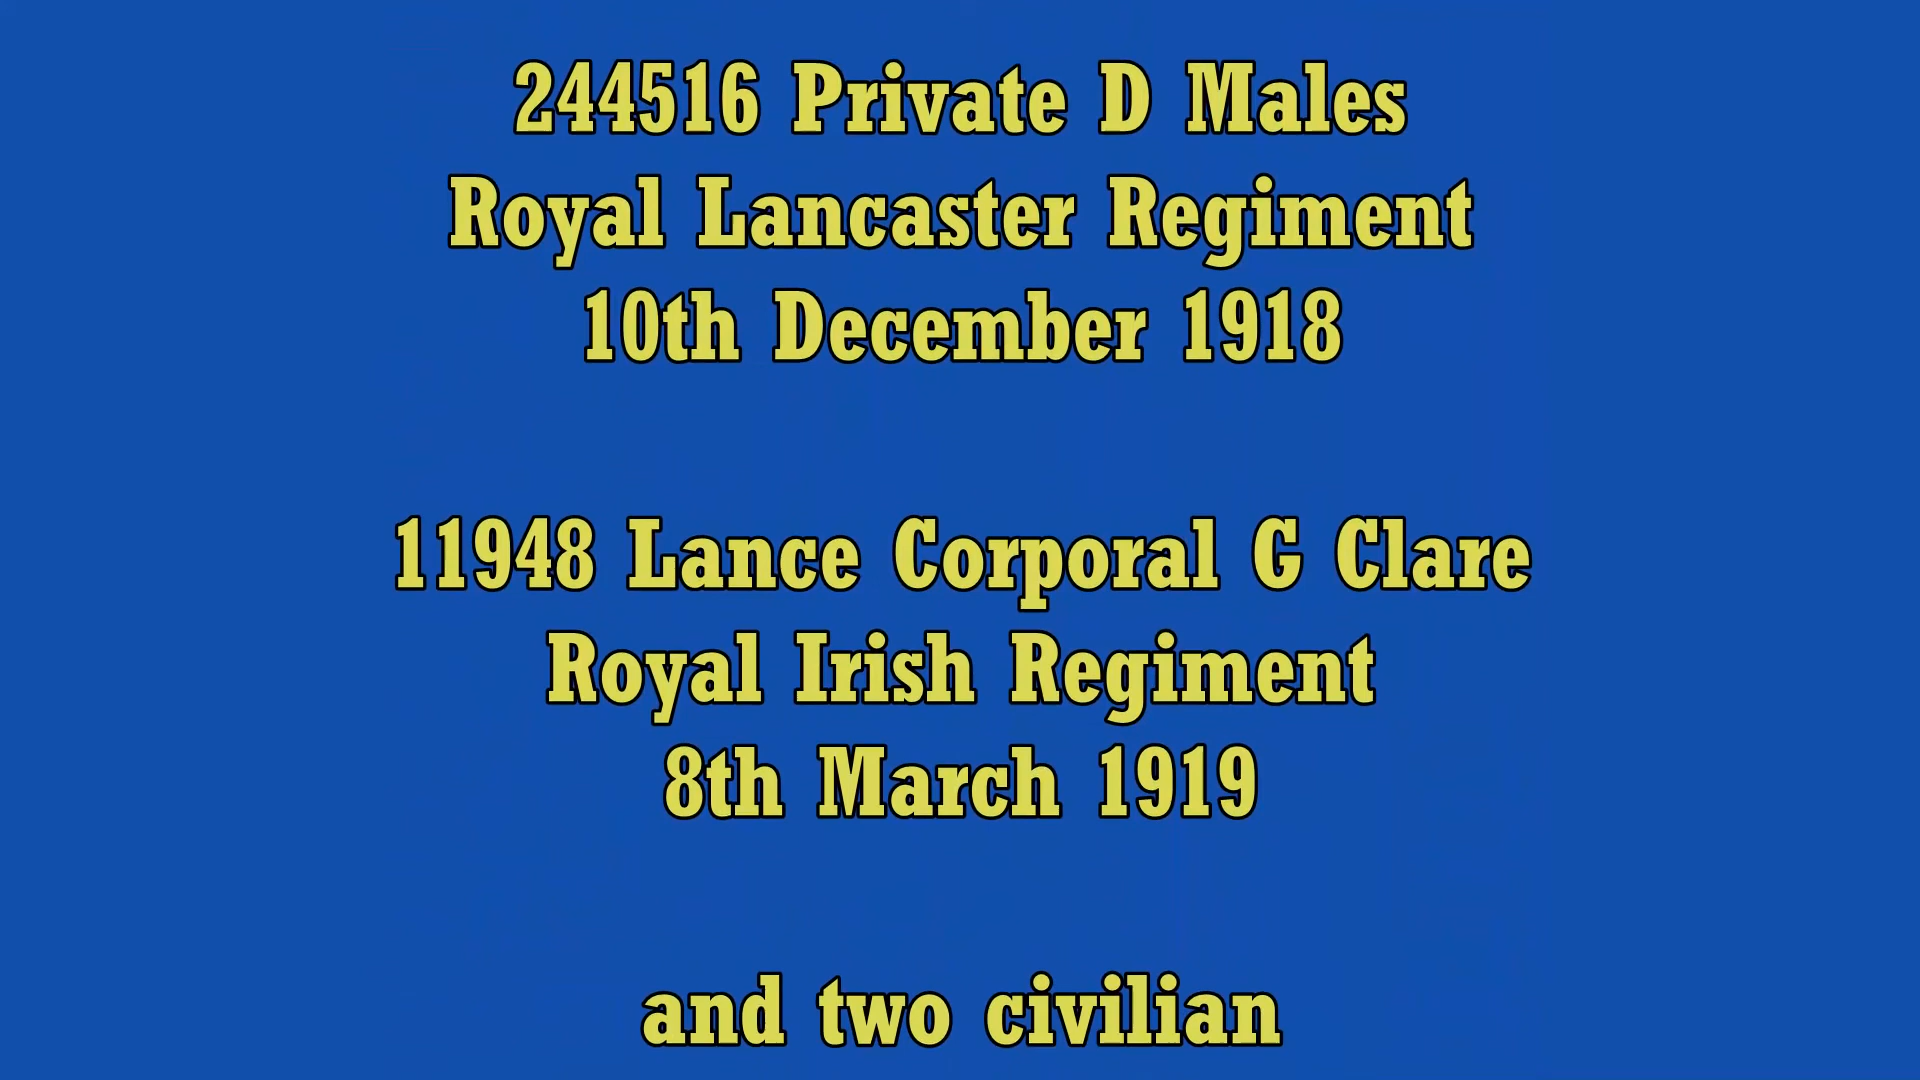 244516 Private D Males
Royal Lancaster Regiment
10th December 1918
11948 Lance Corporal G Clare
Royal Irish Regiment
8th March 1919
and two civilian